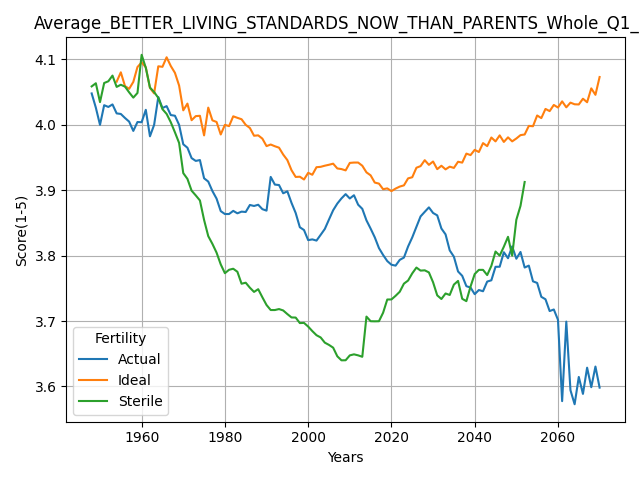 Average_BETTER_LIVING_STANDARDS_NOW_THAN_PARENTS_Whole_Q1_
4.1
4.0
3.9
3.8
3.7
3.6
Score(1-5)
Fertility
Actual
Ideal
Sterile
1960 1980 2000 2020 2040 2060
Years